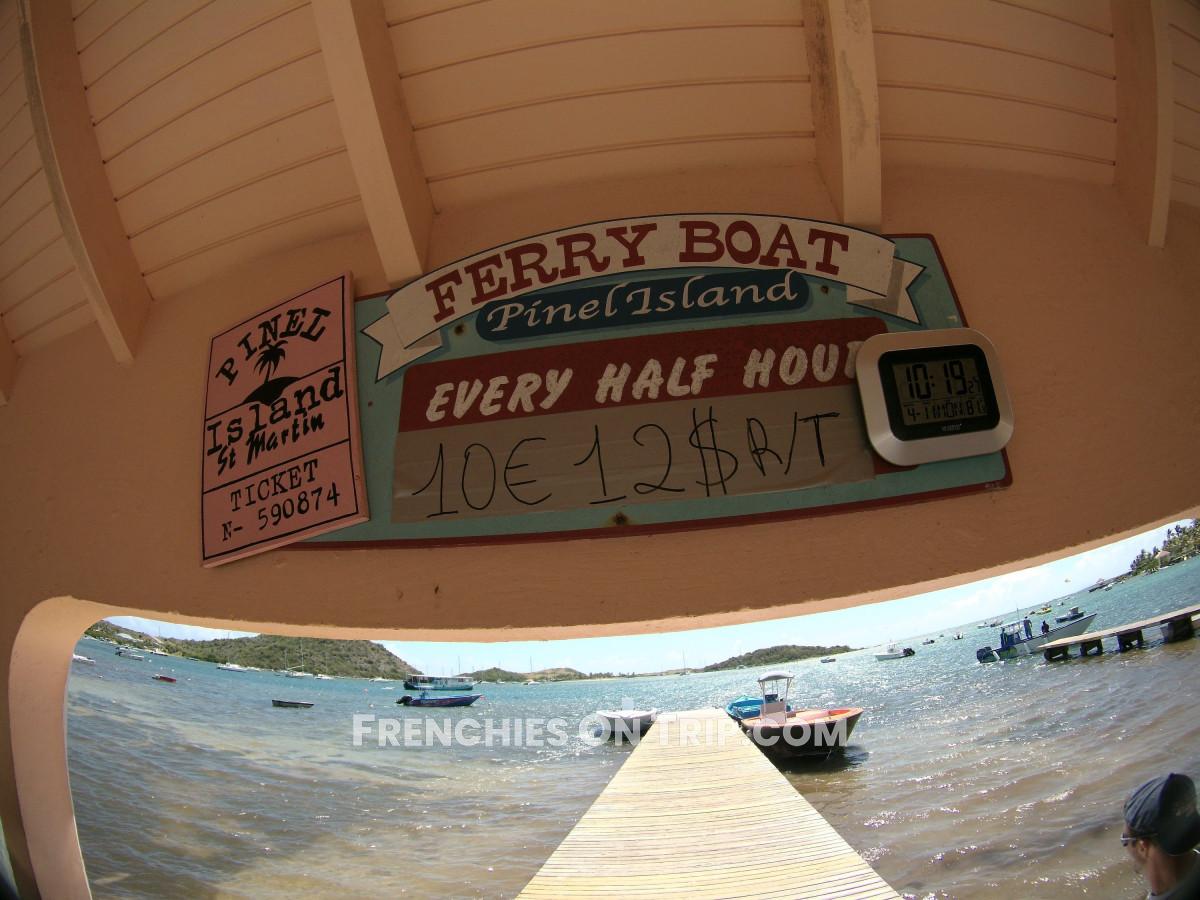 FERRY BOAT
Pinel Island
EVERY HALF HOUR
10€ 12$ R/T
PINEL
Island
St Martin
TICKET
N- 590874
10:19
FRENCHIES ON TRIP.COM